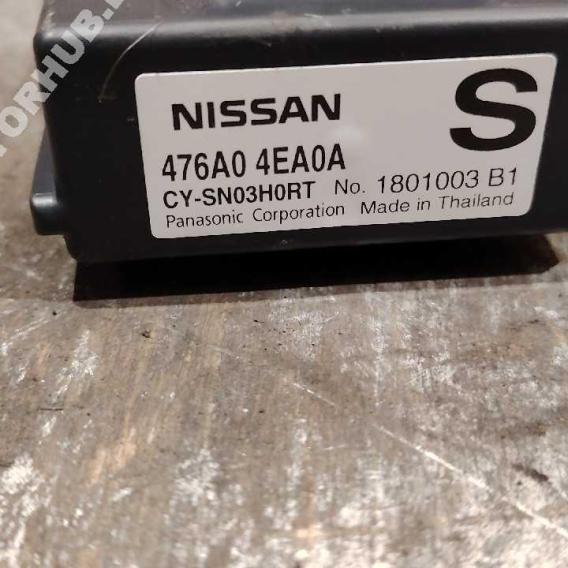 NISSAN S
476A0 4EA0A
CY-SN03H0RT No. 1801003 B1
Panasonic Corporation Made in Thailand